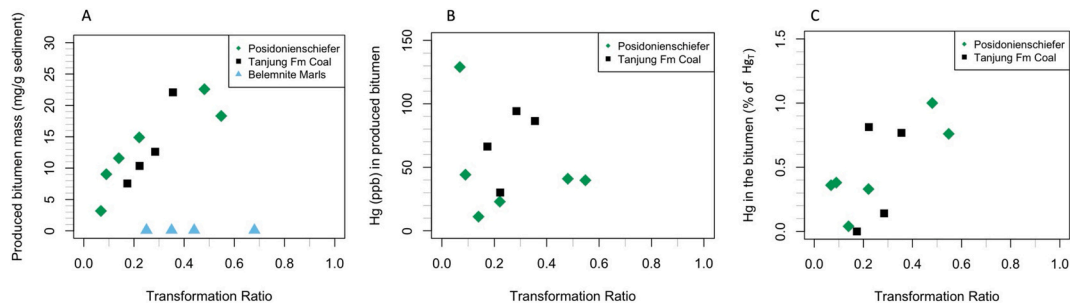 A
Produced bitumen mass (mg/g sediment)
30
25
20
15
10
5
0
Posidonienschiefer
Tanjung Fm Coal
Belemnite Marls
0.0 0.2 0.4 0.6 0.8 1.0
Transformation Ratio
B
Hg (ppb) in produced bitumen
150
100
50
0
Posidonienschiefer
Tanjung Fm Coal
0.0 0.2 0.4 0.6 0.8 1.0
Transformation Ratio
C
Hg in the bitumen (% of HgT)
1.5
1.0
0.5
0.0
Posidonienschiefer
Tanjung Fm Coal
0.0 0.2 0.4 0.6 0.8 1.0
Transformation Ratio